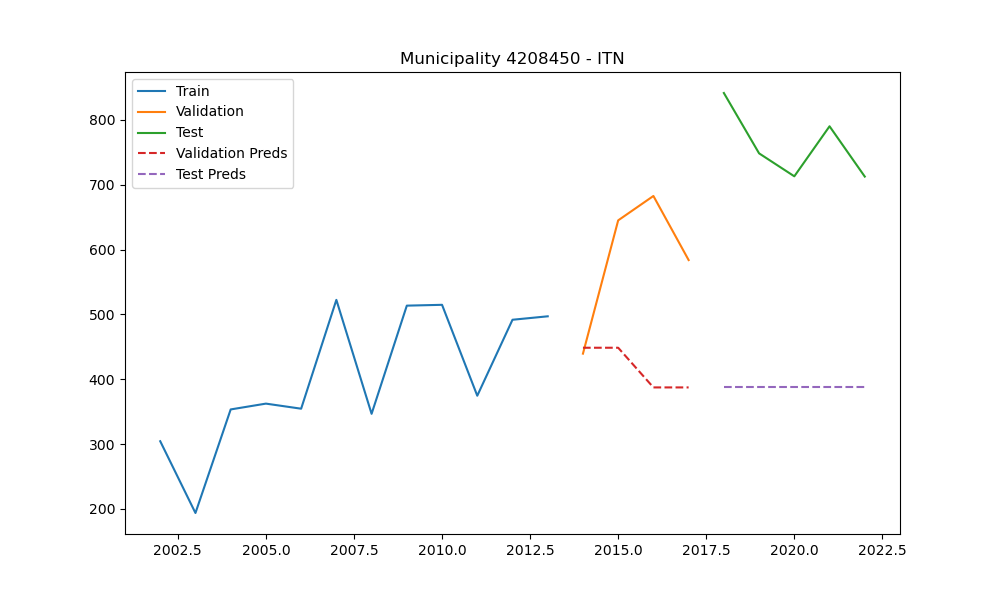 Municipality 4208450 - ITN
Train
Validation
Test
Validation Preds
Test Preds
800
700
600
500
400
300
200
2002.5 2005.0 2007.5 2010.0 2012.5 2015.0 2017.5 2020.0 2022.5